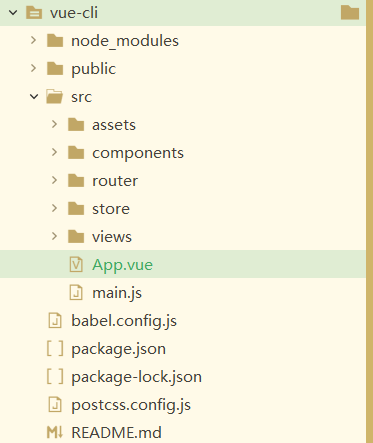 vue-cli
node_modules
public
src
assets
components
router
store
views
App.vue
main.js
babel.config.js
package.json
package-lock.json
postcss.config.js
README.md